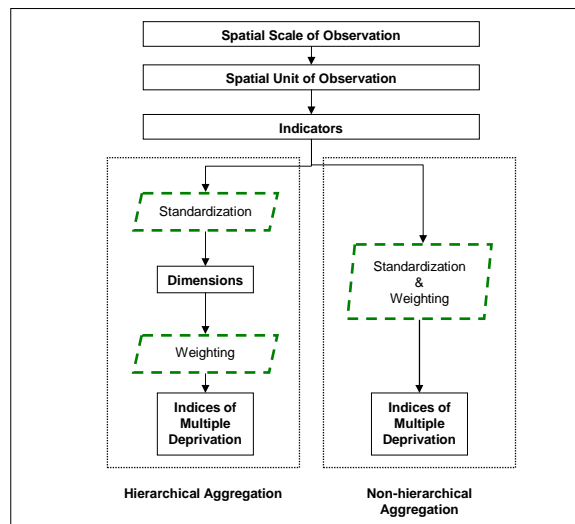 Spatial Scale of Observation
Spatial Unit of Observation
Indicators
Standardization
Dimensions
Weighting
Indices of
Multiple
Deprivation
Hierarchical Aggregation
Standardization
&
Weighting
Indices of
Multiple
Deprivation
Non-hierarchical
Aggregation